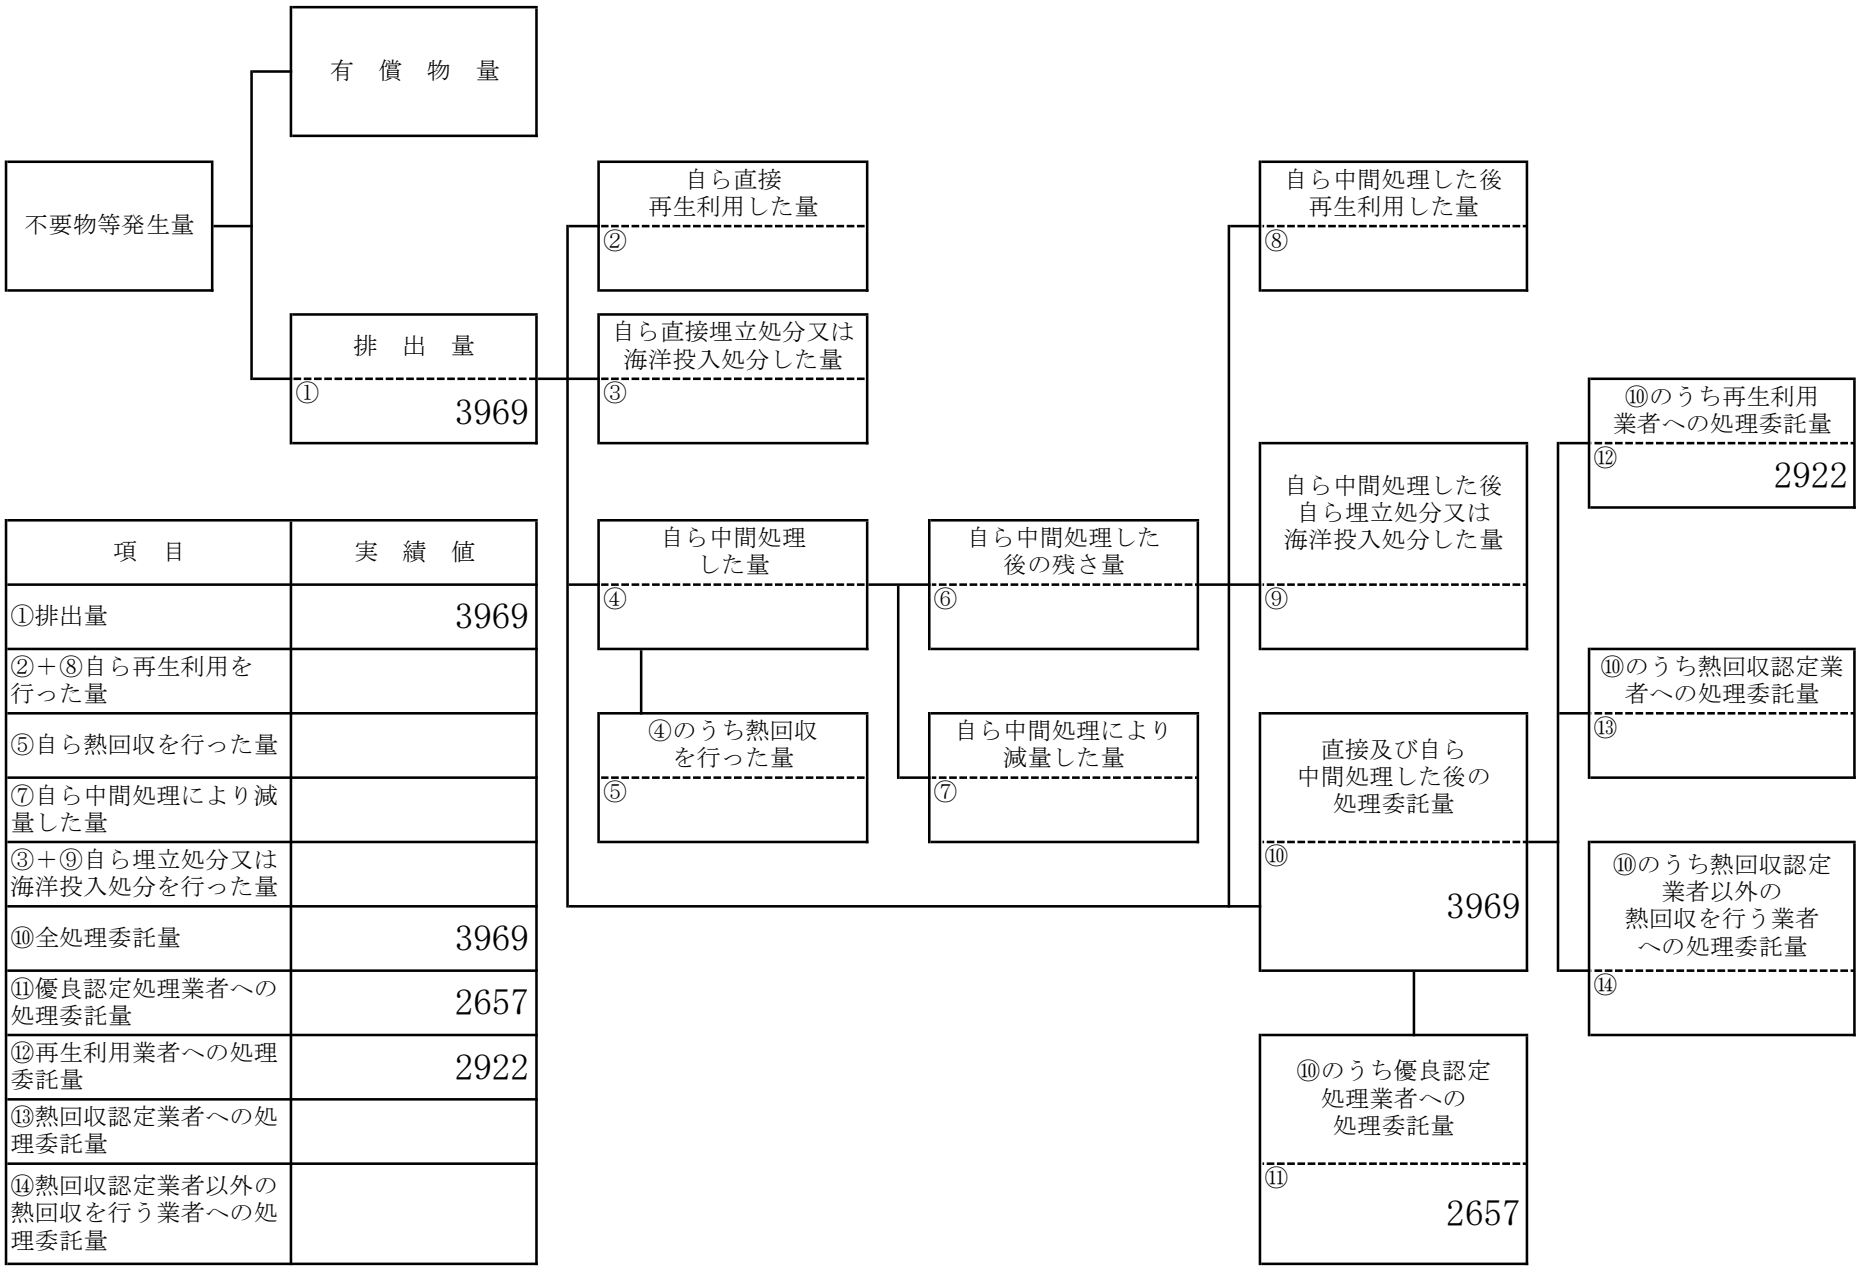 有　償　物　量
不要物等発生量
自ら直接
再生利用した量
②
自ら中間処理した後
再生利用した量
⑧
排　出　量
①
3969
自ら直接埋立処分又は
海洋投入処分した量
③
⑩のうち再生利用
業者への処理委託量
⑫
2922
自ら中間処理した後
自ら埋立処分又は
海洋投入処分した量
⑨
自ら中間処理
した量
④
自ら中間処理した
後の残さ量
⑥
⑩のうち熱回収認定業
者への処理委託量
⑬
④のうち熱回収
を行った量
⑤
自ら中間処理により
減量した量
⑦
直接及び自ら
中間処理した後の
処理委託量
⑩
3969
⑩のうち熱回収認定
業者以外の
熱回収を行う業者
への処理委託量
⑭
⑩のうち優良認定
処理業者への
処理委託量
⑪
2657
項　目　実　績　値
①排出量　3969
②＋⑧自ら再生利用を
行った量
⑤自ら熱回収を行った量
⑦自ら中間処理により減
量した量
③＋⑨自ら埋立処分又は
海洋投入処分を行った量
⑩全処理委託量　3969
⑪優良認定処理業者への
処理委託量　2657
⑫再生利用業者への処理
委託量　2922
⑬熱回収認定業者への処
理委託量
⑭熱回収認定業者以外の
熱回収を行う業者への処
理委託量